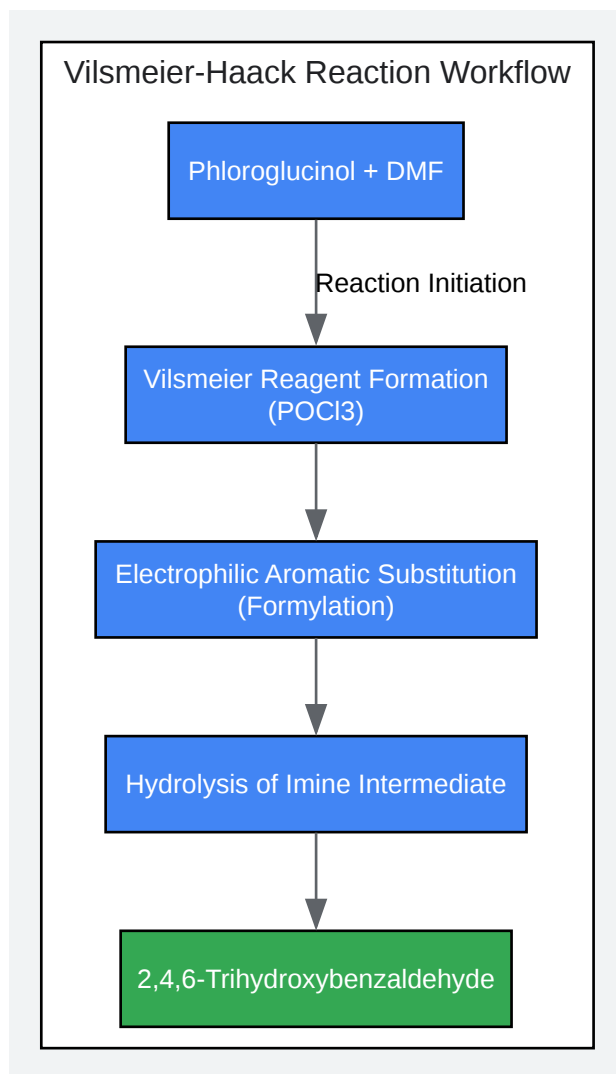 Vilsmeier-Haack Reaction Workflow
Phloroglucinol + DMF
Reaction Initiation
Vilsmeier Reagent Formation
(POCl3)
Electrophilic Aromatic Substitution
(Formylation)
Hydrolysis of Imine Intermediate
2,4,6-Trihydroxybenzaldehyde